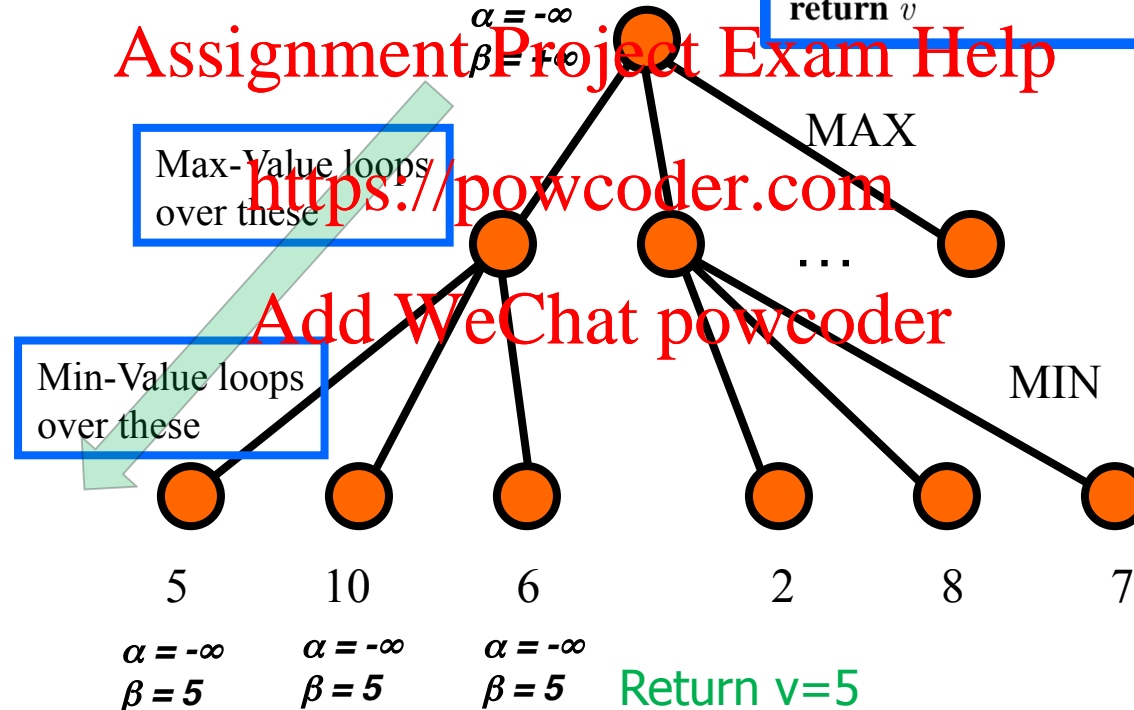 α = -∞
return v
β = +∞
Assignment Project Exam Help
MAX
Max-Value loops
over these
https://powcoder.com
...
Add WeChat powcoder
Min-Value loops
over these
MIN
5 10 6 2 8 7
α = -∞ α = -∞ α = -∞
β = 5 β = 5 β = 5 Return v=5